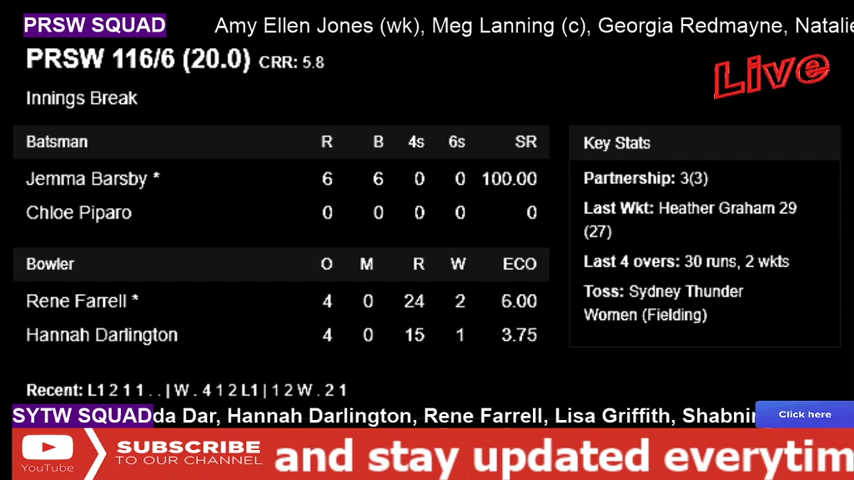 PRSW SQUAD Amy Ellen Jones (wk), Meg Lanning (c), Georgia Redmayne, Natalie
PRSW 116/6 (20.0) CRR: 5.8
Live
Innings Break
Batsman R B 4s 6s SR
Jemma Barsby * 6 6 0 0 100.00
Chloe Piparo 0 0 0 0 0
Bowler O M R W ECO
Rene Farrell * 4 0 24 2 6.00
Hannah Darlington 4 0 15 1 3.75
Key Stats
Partnership: 3(3)
Last Wkt: Heather Graham 29
(27)
Last 4 overs: 30 runs, 2 wkts
Toss: Sydney Thunder
Women (Fielding)
Recent: L1 2 1 1 . . | W . 4 1 2 L1 | 1 2 W . 2 1
SYTW SQUAD da Dar, Hannah Darlington, Rene Farrell, Lisa Griffith, Shabnim
Click here
YouTube
SUBSCRIBE
TO OUR CHANNEL
and stay updated everytim